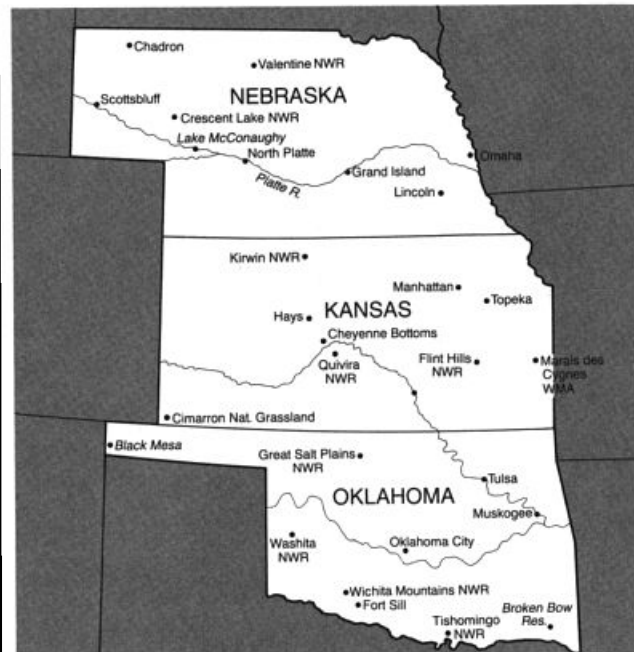 Chadron
Valentine NWR
NEBRASKA
Scottsbluff
Crescent Lake NWR
Lake McConaughy
North Platte
Platte R.
Omaha
Grand Island
Lincoln
Kirwin NWR
Manhattan
Topeka
KANSAS
Hays
Cheyenne Bottoms
Quivira
NWR
Flint Hills
NWR
Marais des
Cygnes
WMA
Cimarron Nat. Grassland
Black Mesa
Great Salt Plains
NWR
Tulsa
OKLAHOMA
Muskogee
Washita
NWR
Oklahoma City
Wichita Mountains NWR
Fort Sill
Tishomingo
NWR
Broken Bow
Res.